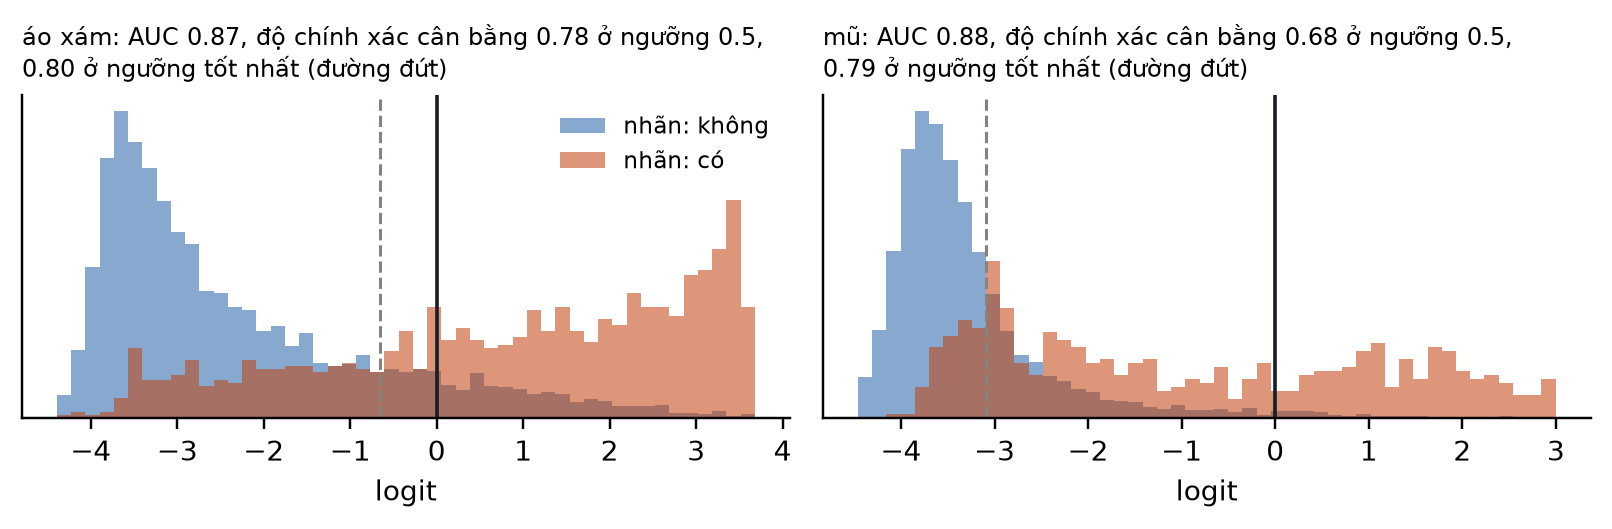 áo xám: AUC 0.87, độ chính xác cân bằng 0.78 ở ngưỡng 0.5,
0.80 ở ngưỡng tốt nhất (đường đứt)
nhãn: không
nhãn: có
−4 −3 −2 −1 0 1 2 3 4
logit
mũ: AUC 0.88, độ chính xác cân bằng 0.68 ở ngưỡng 0.5,
0.79 ở ngưỡng tốt nhất (đường đứt)
−4 −3 −2 −1 0 1 2 3
logit